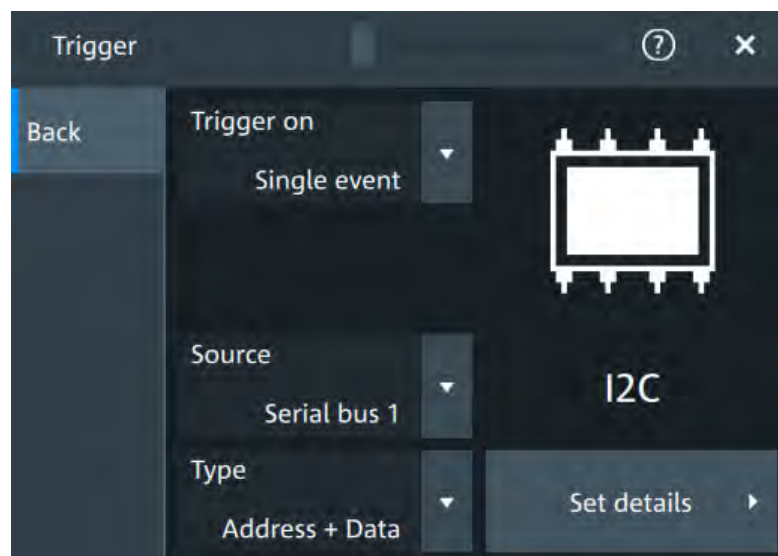 Trigger
?
Back
Trigger on
Single event
Source
Serial bus 1
I2C
Type
Address + Data
Set details